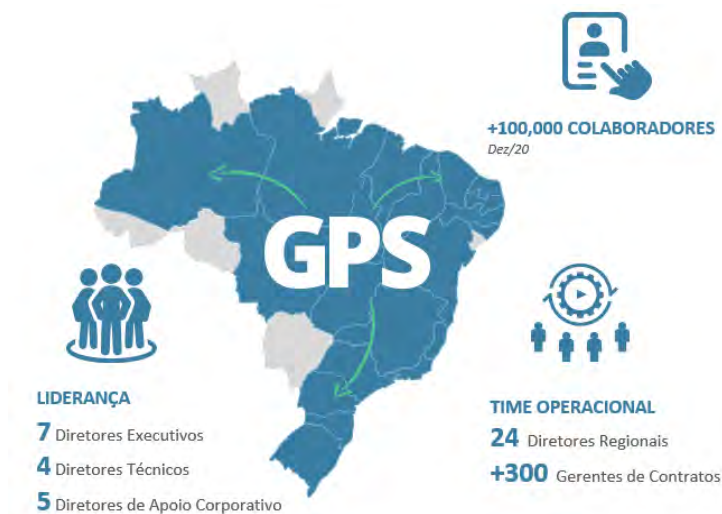 +100,000 COLABORADORES
Dez/20
GPS
LIDERANÇA
7 Diretores Executivos
4 Diretores Técnicos
5 Diretores de Apoio Corporativo
TIME OPERACIONAL
24 Diretores Regionais
+300 Gerentes de Contratos